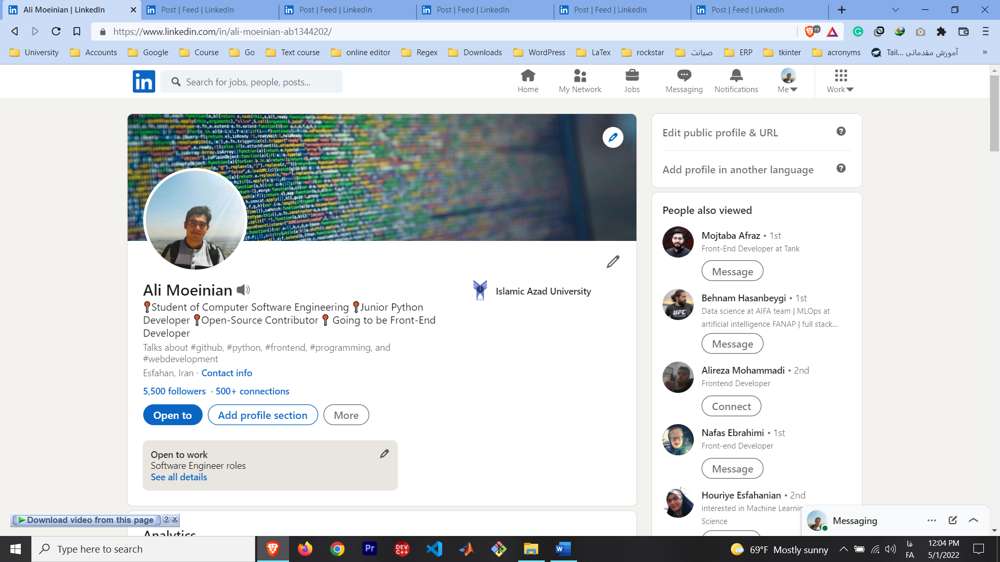 Ali Moeinian | LinkedIn
Post | Feed | LinkedIn
Post | Feed | LinkedIn
Post | Feed | LinkedIn
Post | Feed | LinkedIn
Post | Feed | LinkedIn
https://www.linkedin.com/in/ali-moeinian-ab1344202/
19
University
Accounts
Google
Course
Go
Text course
online editor
Regex
Downloads
WordPress
LaTex
rockstar
صیانت
ERP
tkinter
acronyms
آموزش مقدماتی Tail...
»
in
Search for jobs, people, posts...
Home
My Network
Jobs
Messaging
Notifications
Me
Work
Ali Moeinian
Student of Computer Software Engineering 📍Junior Python
Developer 📍Open-Source Contributor 📍 Going to be Front-End
Developer
Talks about #github, #python, #frontend, #programming, and
#webdevelopment
Esfahan, Iran · Contact info
5,500 followers · 500+ connections
Open to
Add profile section
More
Islamic Azad University
Open to work
Software Engineer roles
See all details
Analytics
Edit public profile & URL
Add profile in another language
People also viewed
Mojtaba Afraz • 1st
Front-End Developer at Tank
Message
Behnam Hasanbeygi • 1st
Data science at AIFA team | MLOps at
artificial intelligence FANAP | full stack...
UFC
Message
Alireza Mohammadi • 2nd
Frontend Developer
Connect
Nafas Ebrahimi • 1st
Front-end Developer
Message
Houriye Esfahanian • 2nd
interested in Machine Learnin
Science
Messaging
Download video from this page
Type here to search
Pr
DEV C++
W
69°F Mostly sunny
فا
FA
12:04 PM
5/1/2022